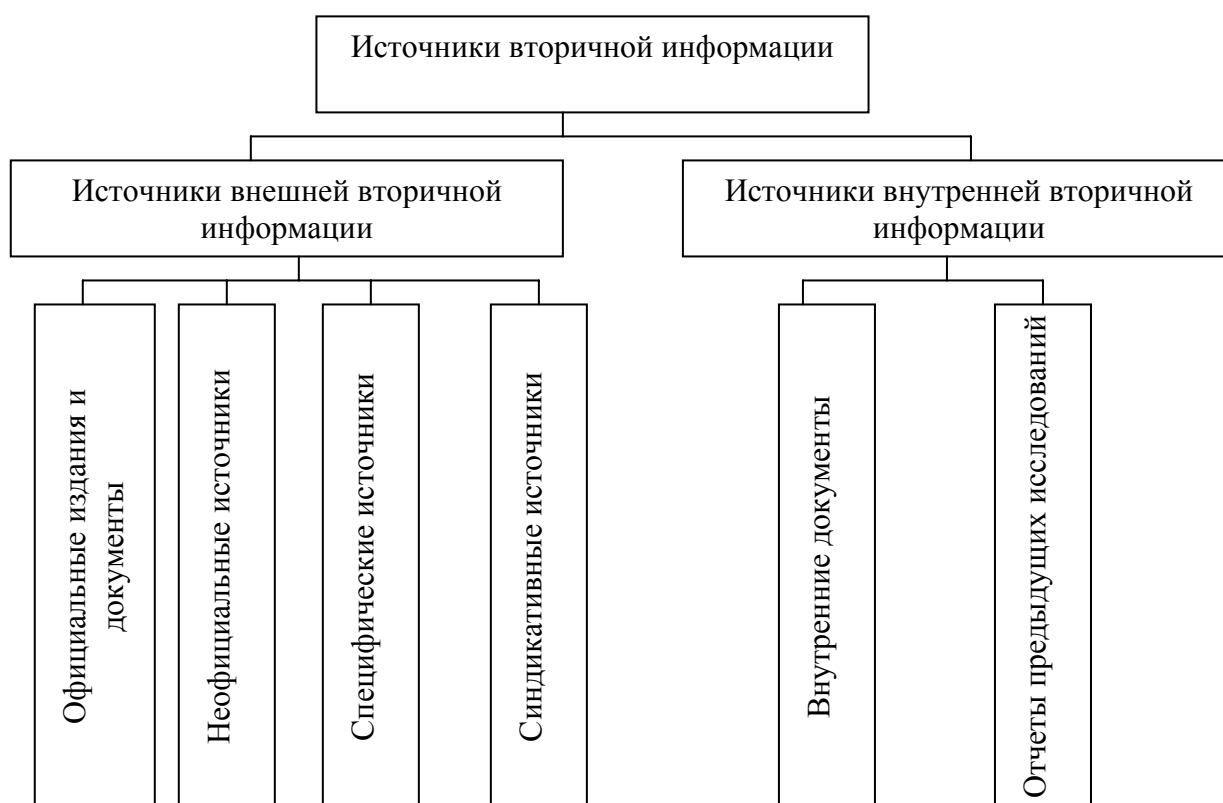 Источники вторичной информации
Источники внешней вторичной
информации
Источники внутренней вторичной
информации
Официальные издания и
документы
Неофициальные источники
Специфические источники
Синдикативные источники
Внутренние документы
Отчеты предыдущих исследований